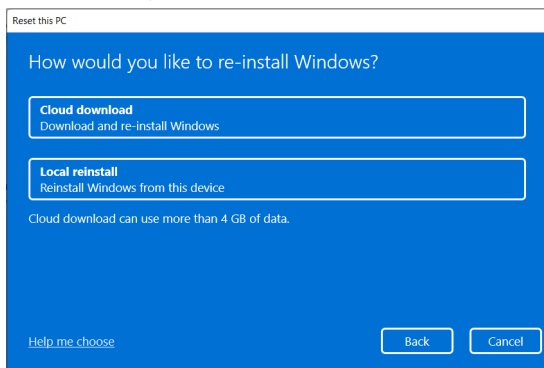 Reset this PC
How would you like to re-install Windows?
Cloud download
Download and re-install Windows
Local reinstall
Reinstall Windows from this device
Cloud download can use more than 4 GB of data.
Help me choose
Back
Cancel